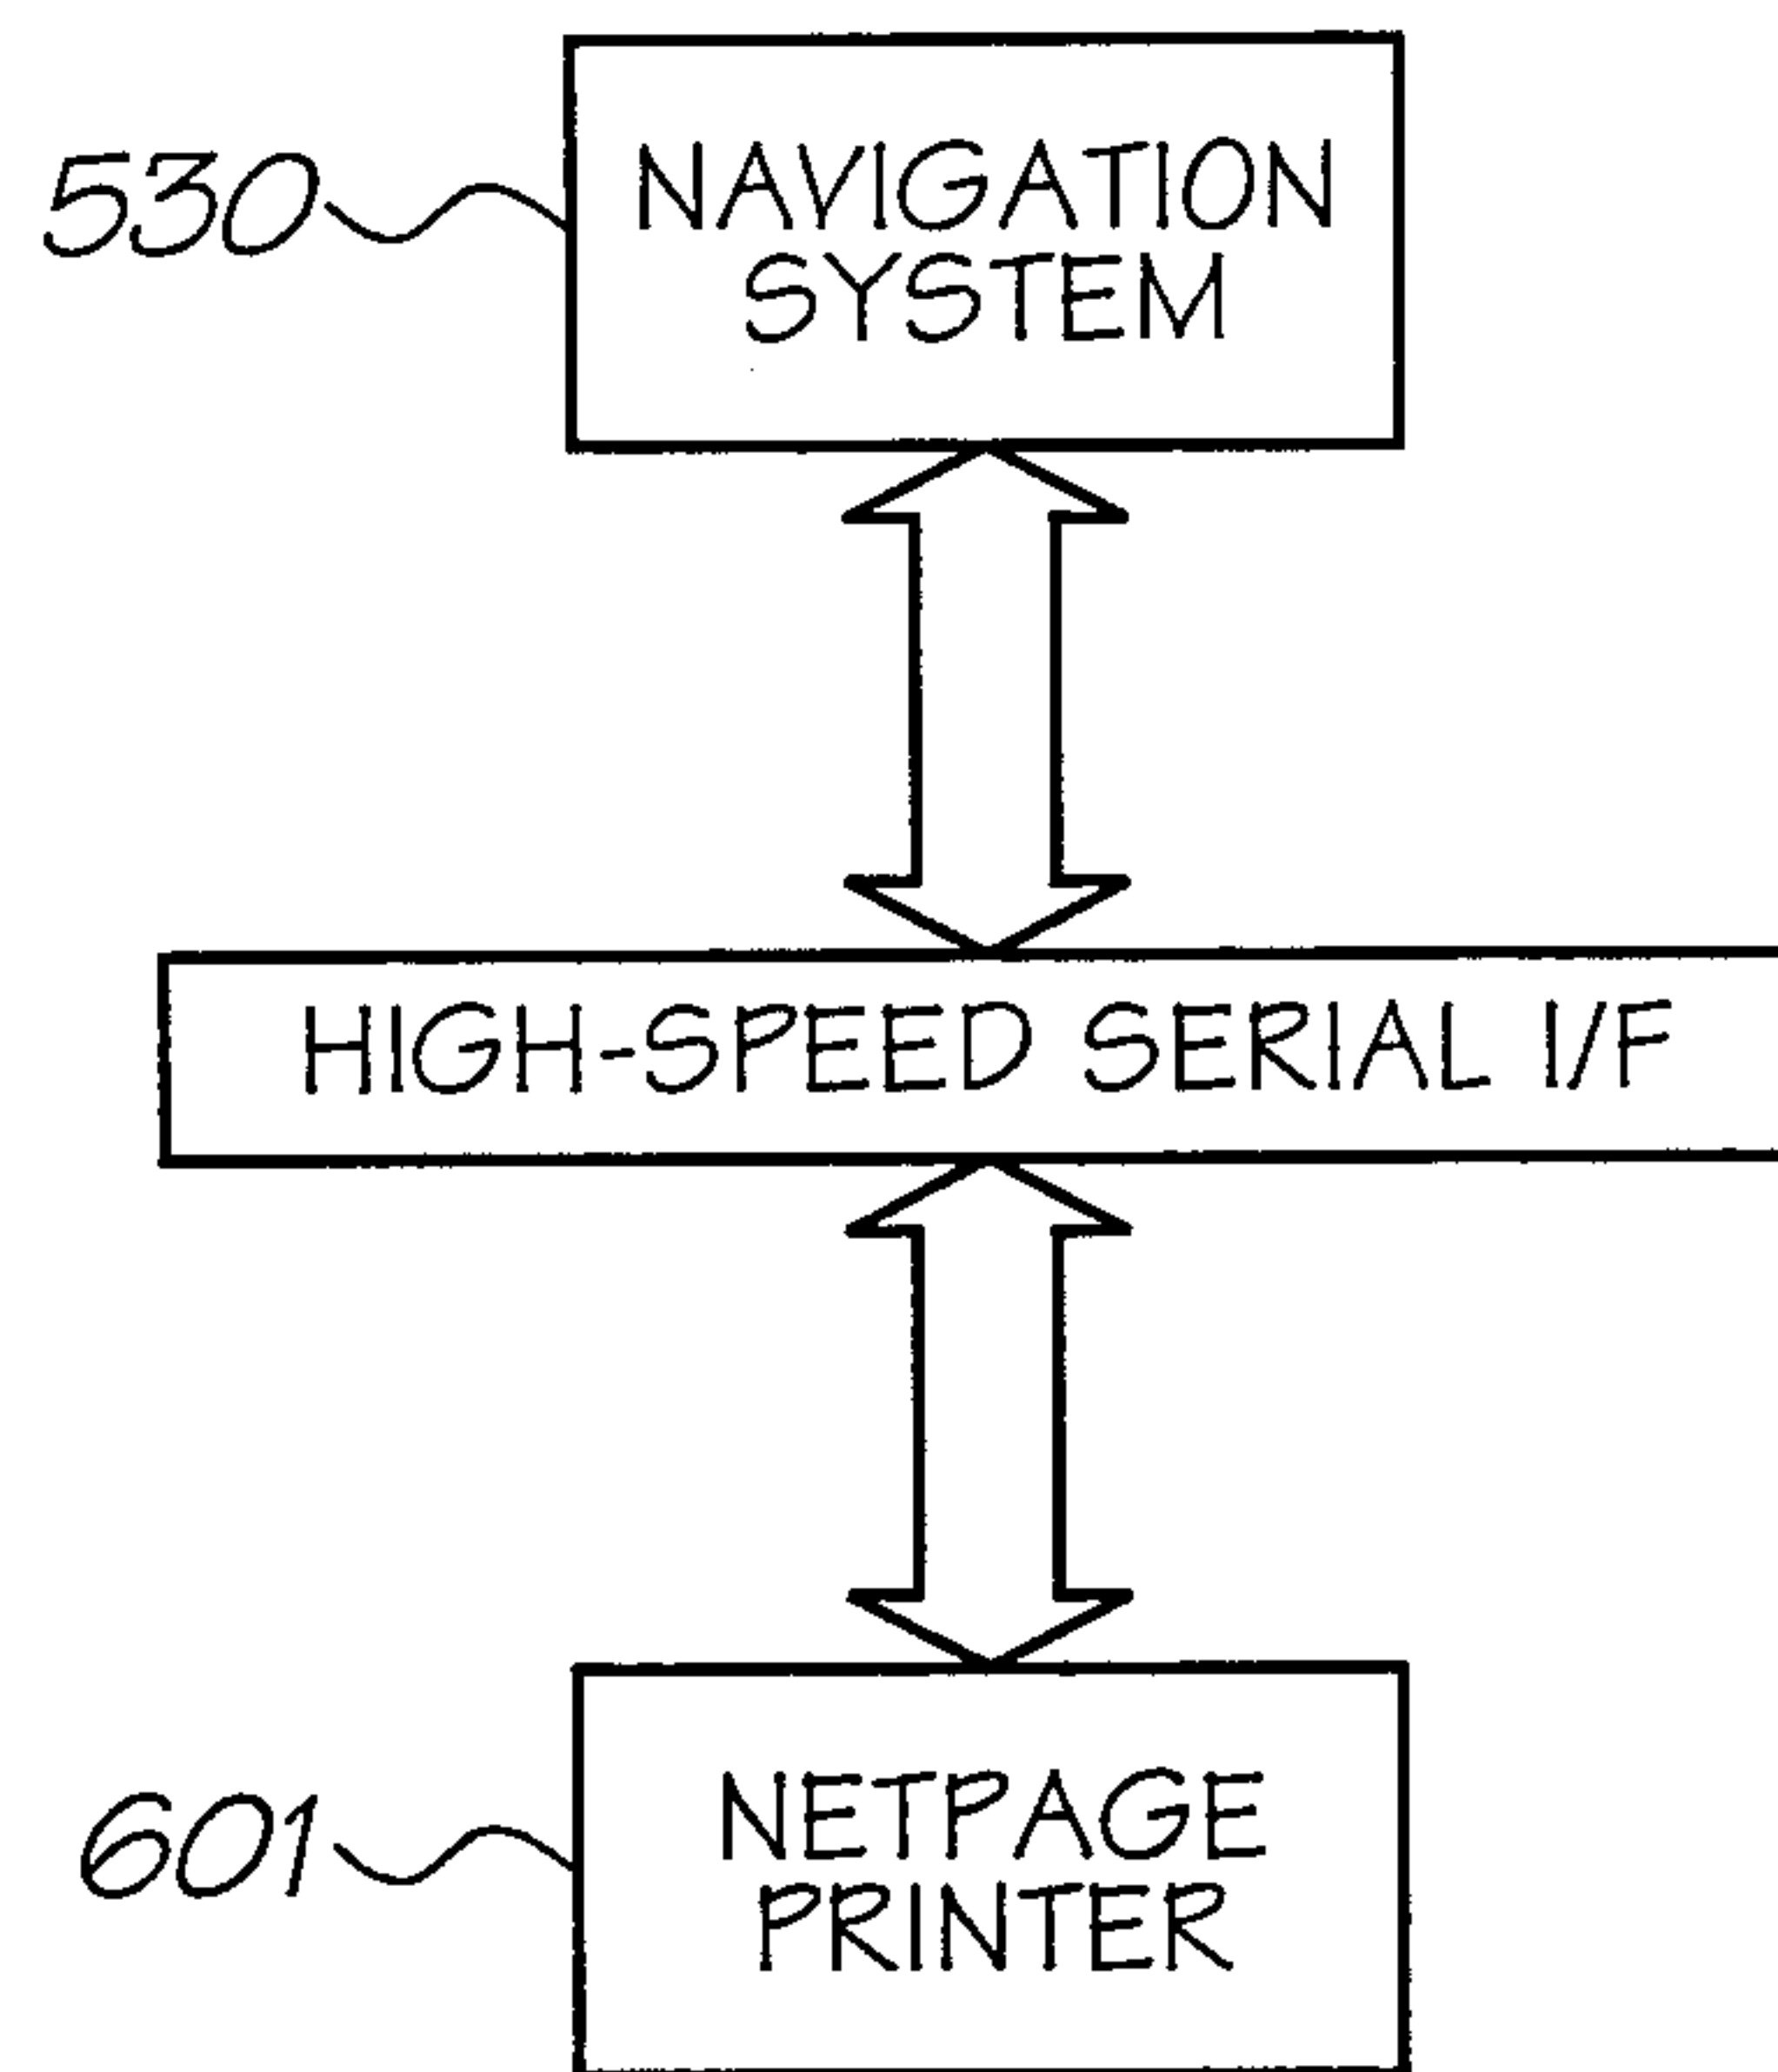 530
NAVIGATION
SYSTEM
HIGH-SPEED SERIAL I/F
601
NETPAGE
PRINTER